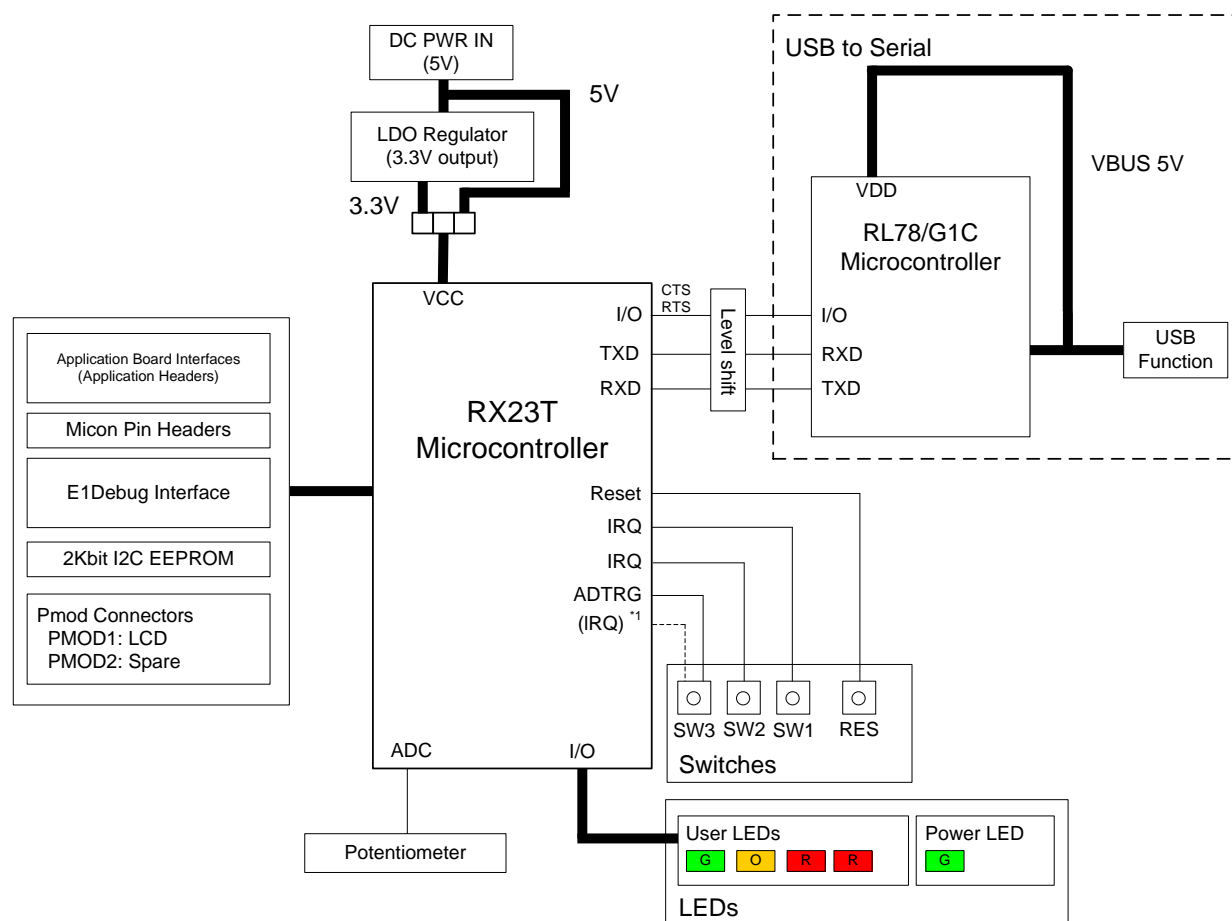 DC PWR IN
(5V)
5V
LDO Regulator
(3.3V output)
3.3V
USB to Serial
VBUS 5V
VDD
RL78/G1C
Microcontroller
I/O
RXD
TXD
USB
Function
Level shift
CTS
RTS
VCC
I/O
TXD
RXD
RX23T
Microcontroller
Reset
IRQ
IRQ
ADTRG
(IRQ) *1
ADC
I/O
Application Board Interfaces
(Application Headers)
Micon Pin Headers
E1Debug Interface
2Kbit I2C EEPROM
Pmod Connectors
PMOD1: LCD
PMOD2: Spare
SW3 SW2 SW1 RES
Switches
Potentiometer
User LEDs
G O R R
Power LED
G
LEDs